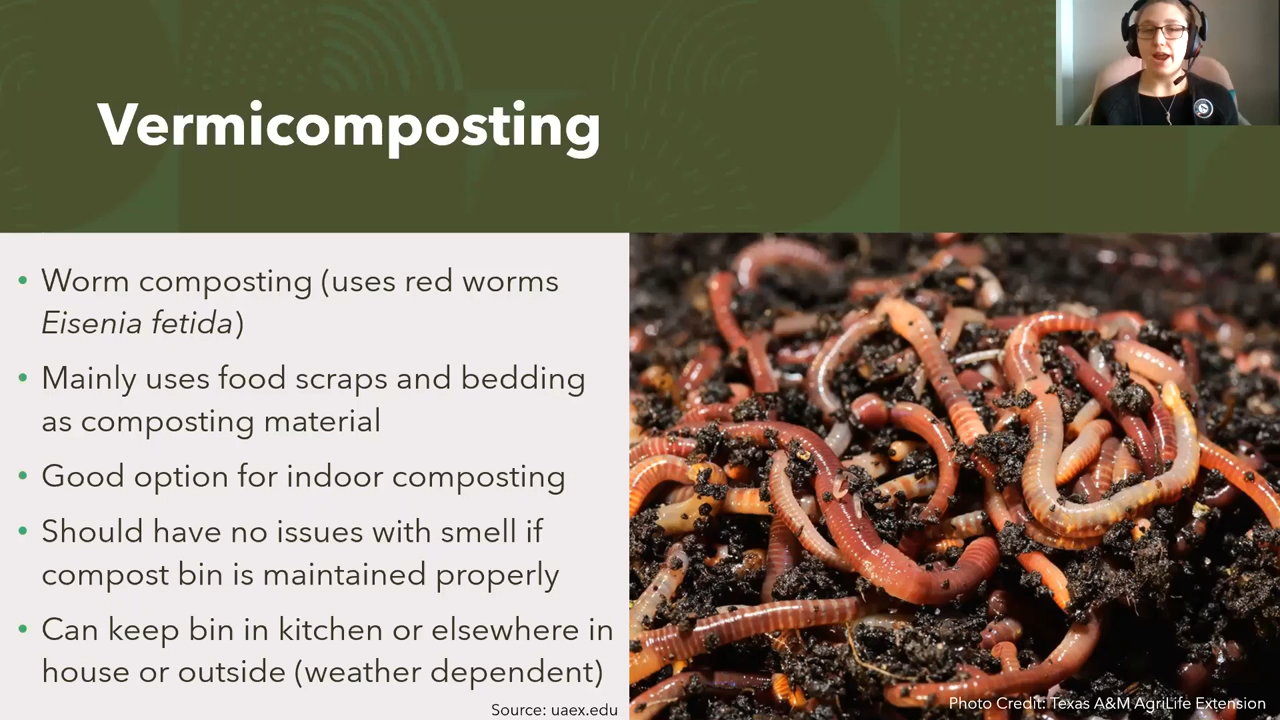 Vermicomposting
• Worm composting (uses red worms
Eisenia fetida)
• Mainly uses food scraps and bedding
as composting material
• Good option for indoor composting
• Should have no issues with smell if
compost bin is maintained properly
• Can keep bin in kitchen or elsewhere in
house or outside (weather dependent)
Source: uaex.edu
Photo Credit: Texas A&M AgriLife Extension